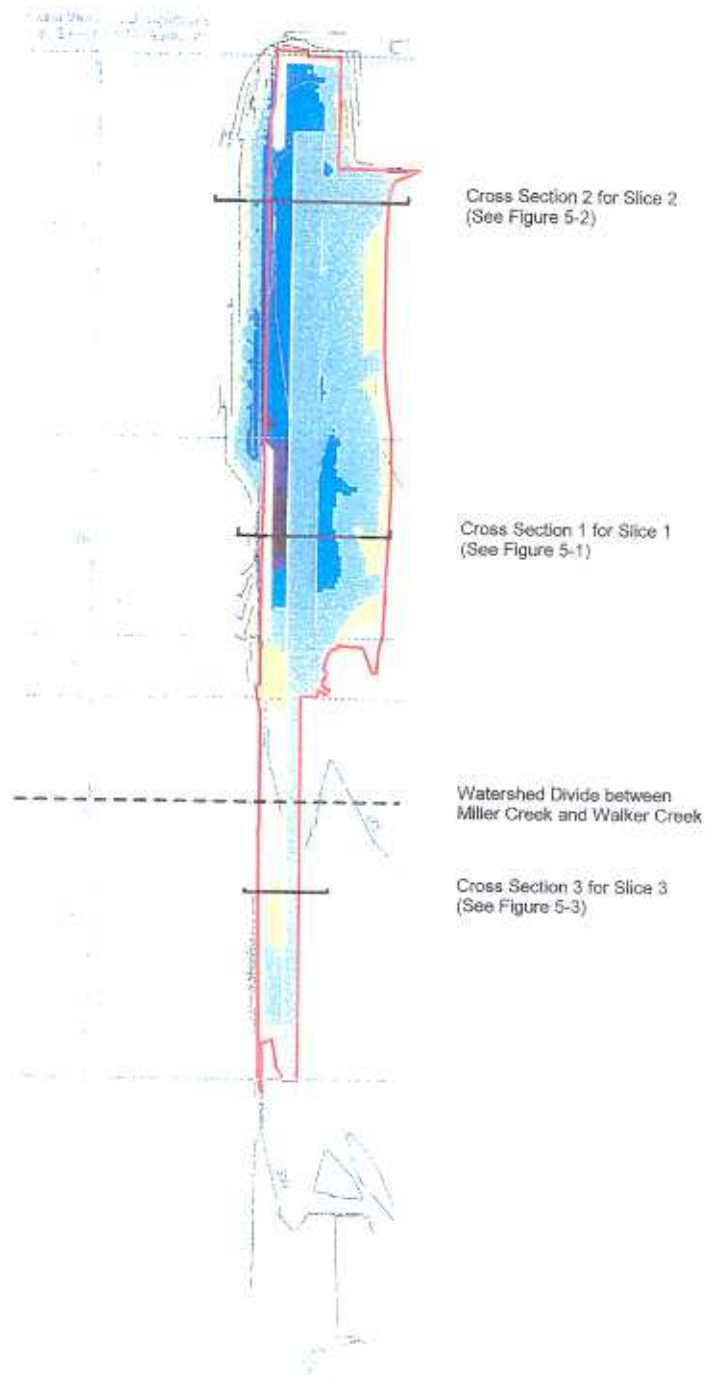 Cross Section 2 for Slice 2
(See Figure 5-2)
Cross Section 1 for Slice 1
(See Figure 5-1)
Watershed Divide between
Miller Creek and Walker Creek
Cross Section 3 for Slice 3
(See Figure 5-3)